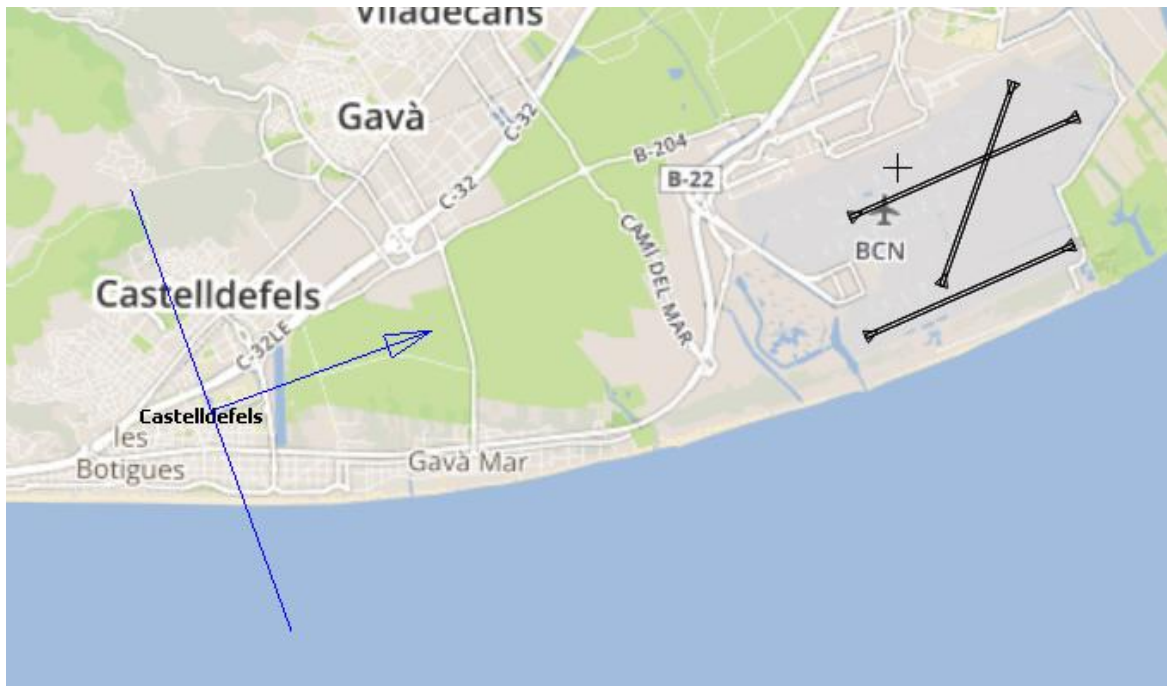 Viladecans
Gavà
C-32
B-204
C-32
B-22
CAMÍ DEL MAR
BCN
Castelldefels
C-32LE
Castelldefels
les
Botigues
Gavà Mar